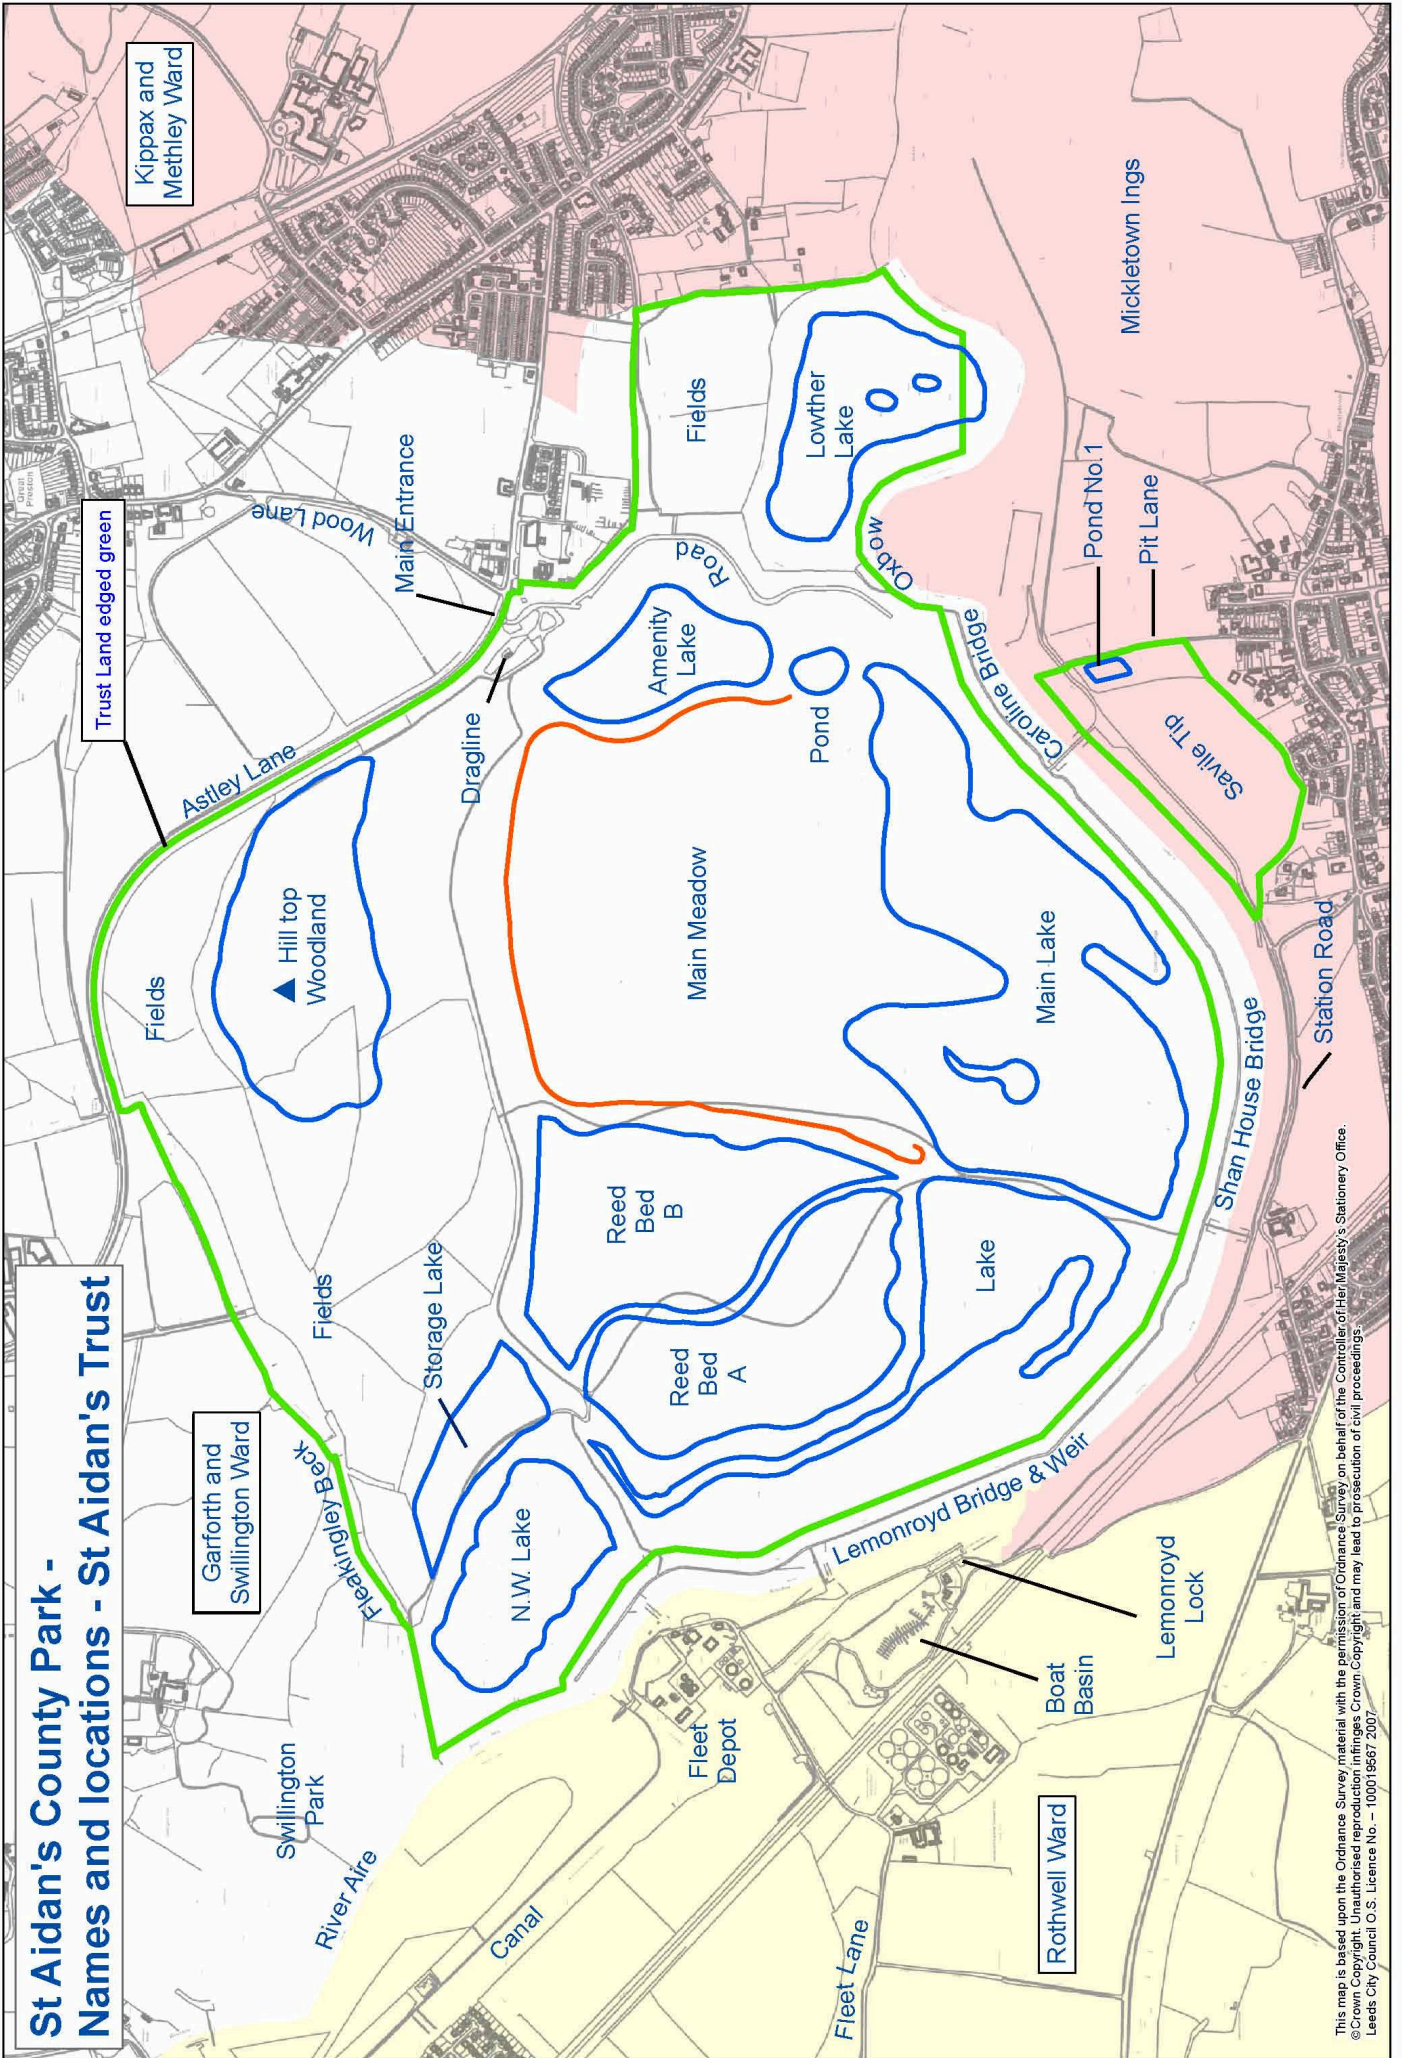 St Aidan's County Park -
Names and locations - St Aidan's Trust
Trust Land edged green
Kippax and
Methley Ward
Garforth and
Swillington Ward
Rothwell Ward
Great
Preston
Swillington
Park
River Aire
Canal
Fleet Lane
Fleet
Depot
Boat
Basin
Lemonroyd
Lock
Lemonroyd Bridge & Weir
Fleakingley Beck
N.W. Lake
Storage Lake
Fields
Fields
Hill top
Woodland
Astley Lane
Wood Lane
Main Entrance
Dragline
Reed
Bed
A
Reed
Bed
B
Lake
Main Meadow
Main Lake
Pond
Amenity
Lake
Road
Fields
Lowther
Lake
Oxbow
Caroline Bridge
Shan House Bridge
Station Road
Savile Tip
Pond No.1
Pit Lane
Mickletown Ings
This map is based upon the Ordnance Survey material with the permission of Ordnance Survey on behalf of the Controller of Her Majesty's Stationery Office.
©Crown Copyright. Unauthorised reproduction infringes Crown Copyright and may lead to prosecution of civil proceedings.
Leeds City Council O.S. Licence No. – 100019567 2007